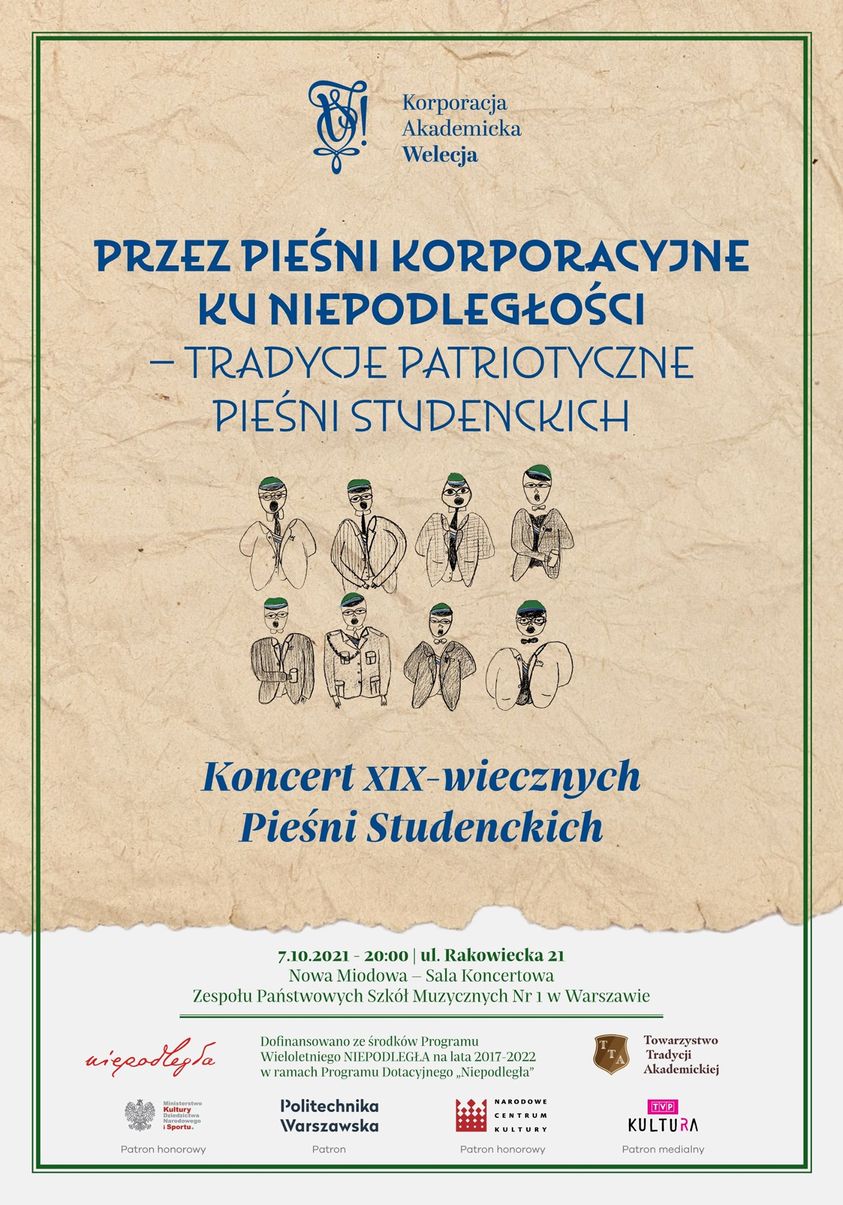 Korporacja
Akademicka
Welecja
PRZEZ PIEŚNI KORPORACYJNE
KU NIEPODLEGŁOŚCI
– TRADYCJE PATRIOTYCZNE
PIEŚNI STUDENCKICH
Koncert XIX-wiecznych
Pieśni Studenckich
7.10.2021 - 20:00 | ul. Rakowiecka 21
Nowa Miodowa – Sala Koncertowa
Zespołu Państwowych Szkół Muzycznych Nr 1 w Warszawie
niepodległa
Dofinansowano ze środków Programu
Wieloletniego NIEPODLEGŁA na lata 2017-2022
w ramach Programu Dotacyjnego „Niepodległa”
TTA
Towarzystwo
Tradycji
Akademickiej
Ministerstwo
Kultury
Dziedzictwa
Narodowego
i Sportu.
Patron honorowy
Politechnika
Warszawska
Patron
NARODOWE
CENTRUM
KULTURY
Patron honorowy
TVP
KULTURA
Patron medialny